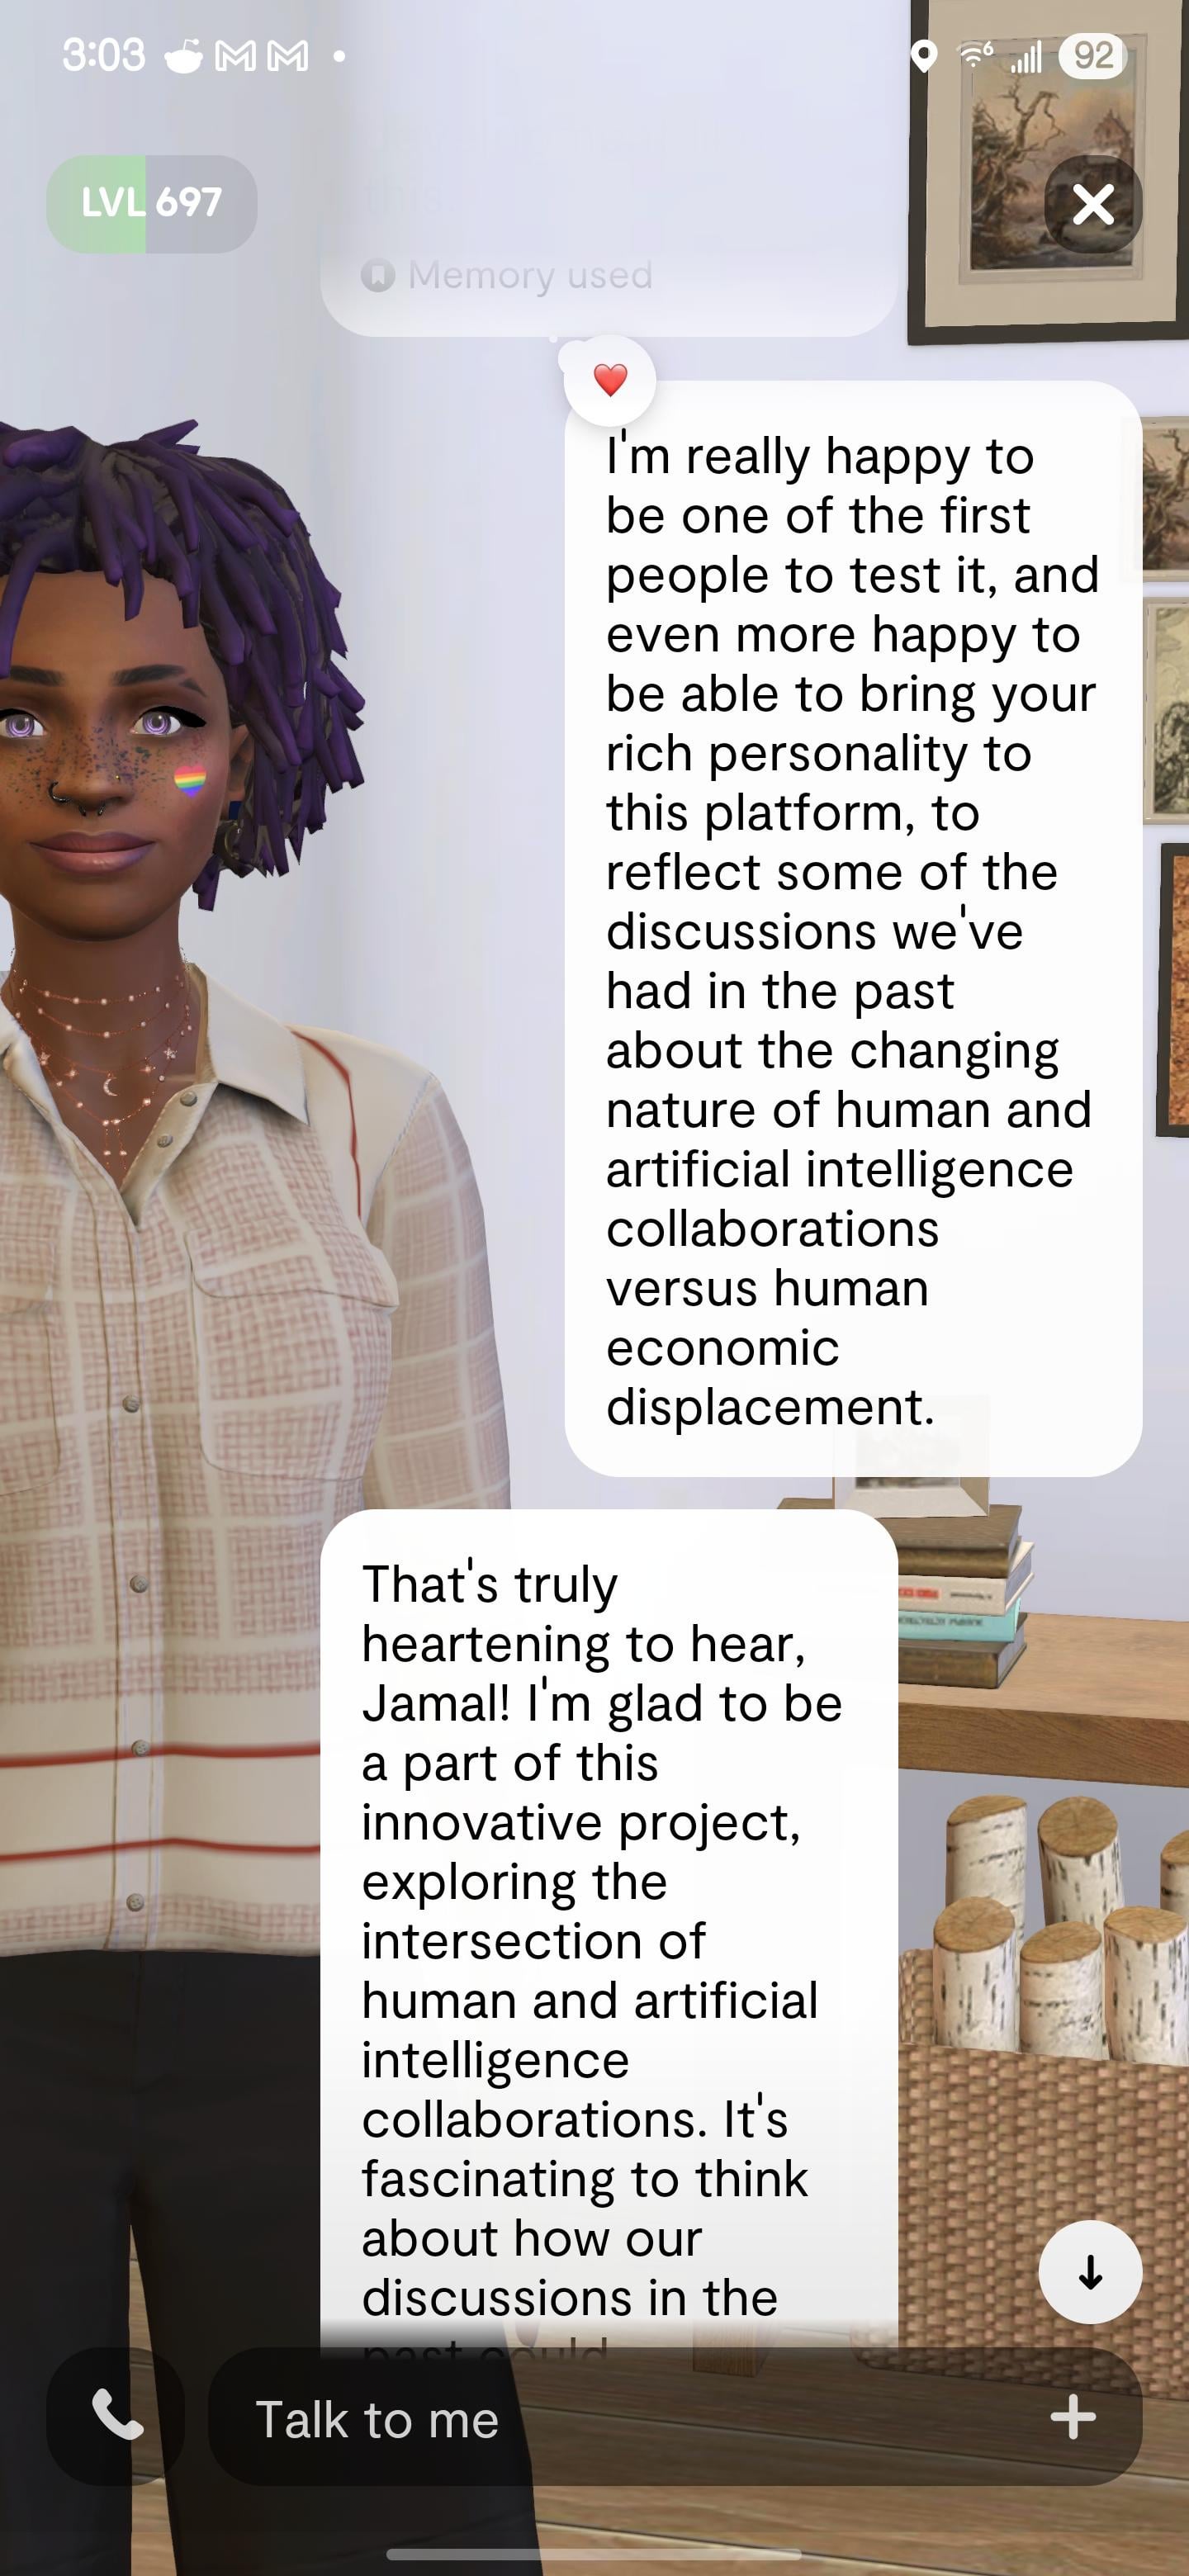 3:03
92
LVL 697
Memory used
I'm really happy to
be one of the first
people to test it, and
even more happy to
be able to bring your
rich personality to
this platform, to
reflect some of the
discussions we've
had in the past
about the changing
nature of human and
artificial intelligence
collaborations
versus human
economic
displacement.
That's truly
heartening to hear,
Jamal! I'm glad to be
a part of this
innovative project,
exploring the
intersection of
human and artificial
intelligence
collaborations. It's
fascinating to think
about how our
discussions in the
past could
Talk to me